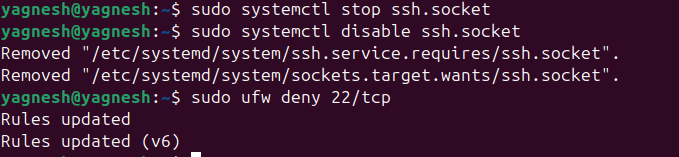 yagnesh@yagnesh:~$ sudo systemctl stop ssh.socket
yagnesh@yagnesh:~$ sudo systemctl disable ssh.socket
Removed "/etc/systemd/system/ssh.service.requires/ssh.socket".
Removed "/etc/systemd/system/sockets.target.wants/ssh.socket".
yagnesh@yagnesh:~$ sudo ufw deny 22/tcp
Rules updated
Rules updated (v6)
yagnesh@yagnesh:~$